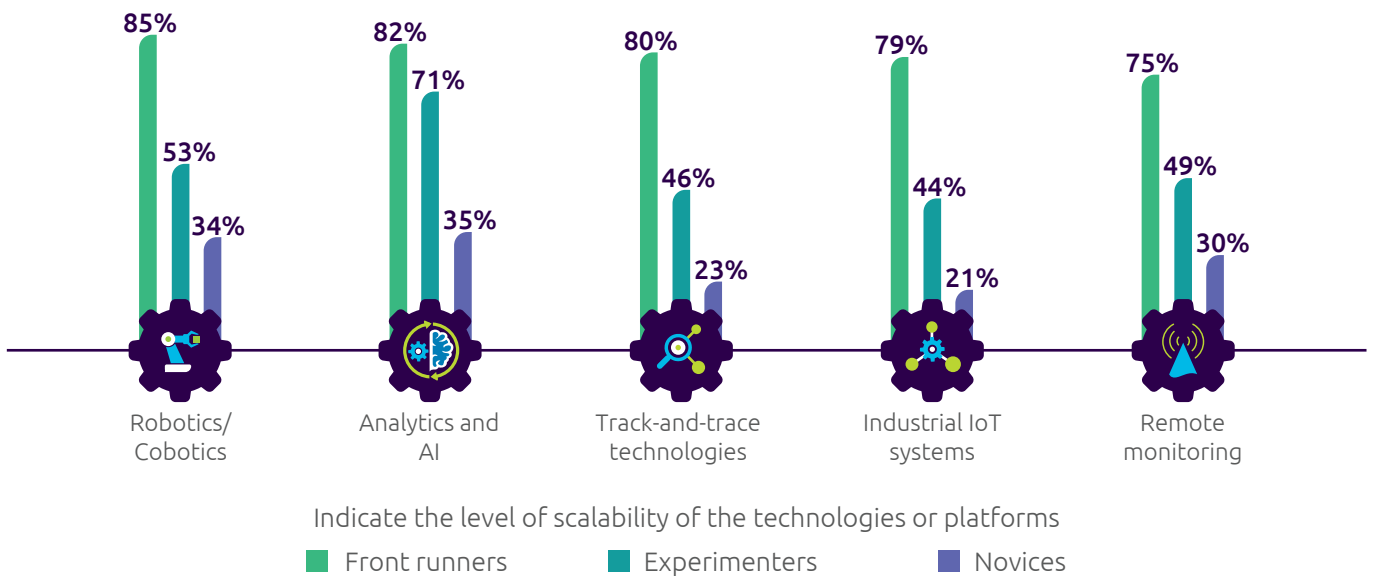 85%
53%
34%
82%
71%
35%
80%
46%
23%
79%
44%
21%
75%
49%
30%
Robotics/
Cobotics
Analytics and
AI
Track-and-trace
technologies
Industrial IoT
systems
Remote
monitoring
Indicate the level of scalability of the technologies or platforms
Front runners
Experimenters
Novices